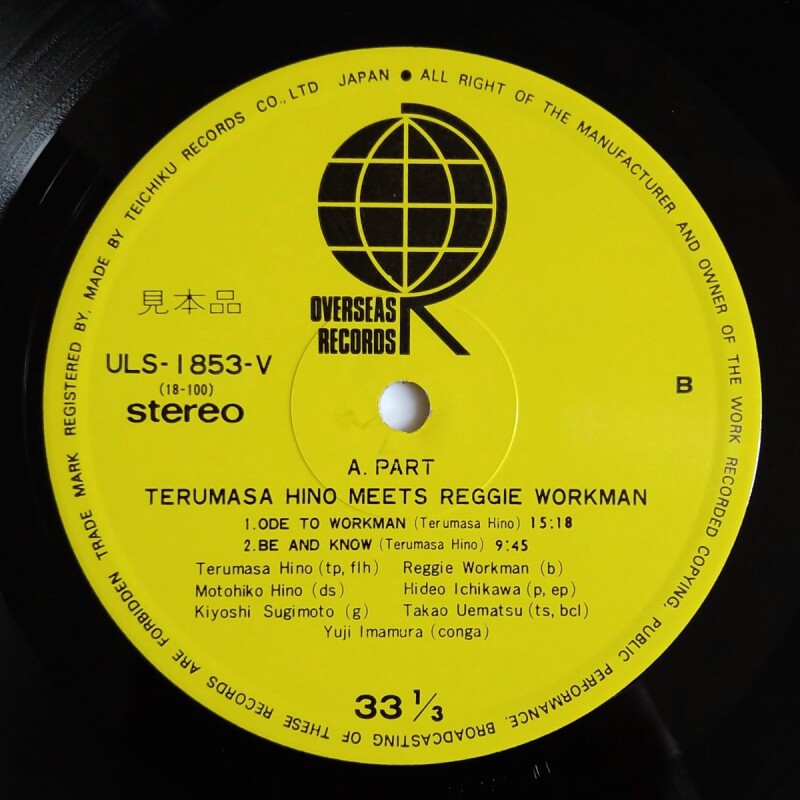 TRADE MARK REGISTERED BY, MADE BY TEICHIKU RECORDS CO., LTD JAPAN ● ALL RIGHT OF THE MANUFACTURER AND OWNER OF THE WORK RECORDED COPYING, PUBLIC PERFORMANCE, BROADCASTING OF THESE RECORDS ARE FORBIDDEN
OVERSEAS
RECORDS
見本品
ULS-1853-V
(18-100)
stereo
B
A. PART
TERUMASA HINO MEETS REGGIE WORKMAN
1.ODE TO WORKMAN (Terumasa Hino) 15:18
2.BE AND KNOW (Terumasa Hino) 9:45
Terumasa Hino (tp, flh) Reggie Workman (b)
Motohiko Hino (ds) Hideo Ichikawa (p, ep)
Kiyoshi Sugimoto (g) Takao Uematsu (ts, bcl)
Yuji Imamura (conga)
33 1/3